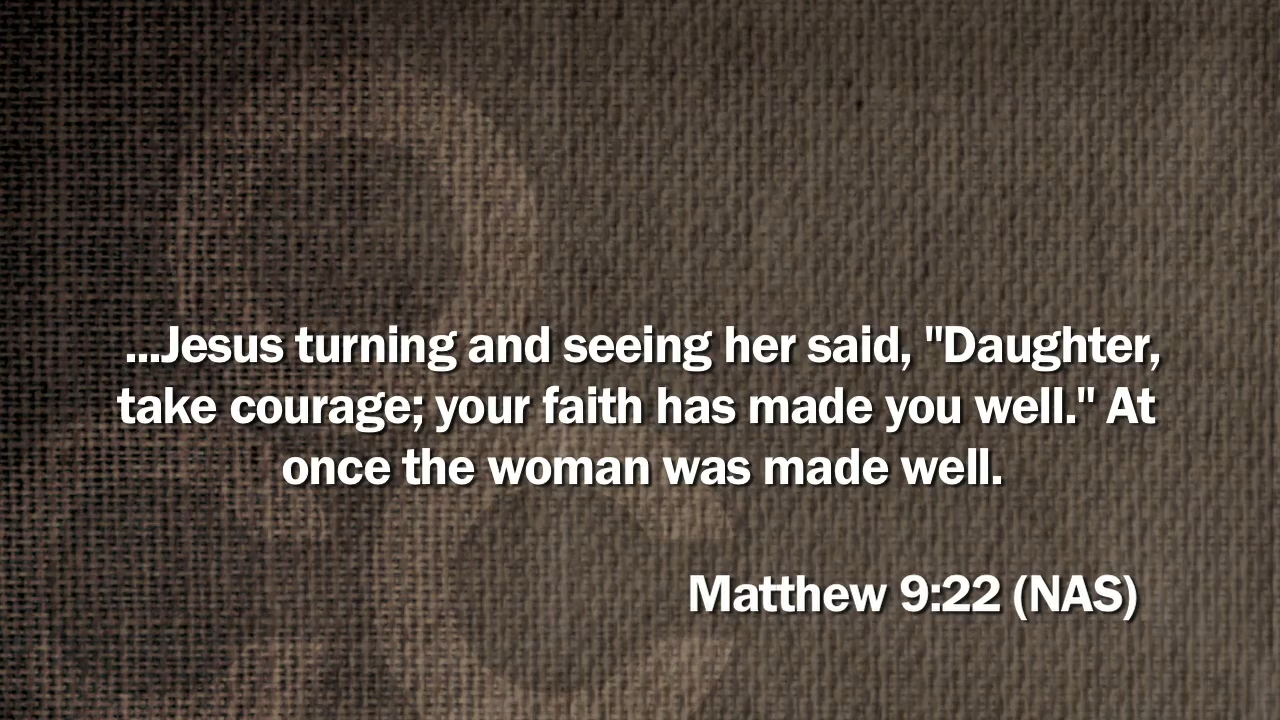 ...Jesus turning and seeing her said, "Daughter,
take courage; your faith has made you well." At
once the woman was made well.
Matthew 9:22 (NAS)